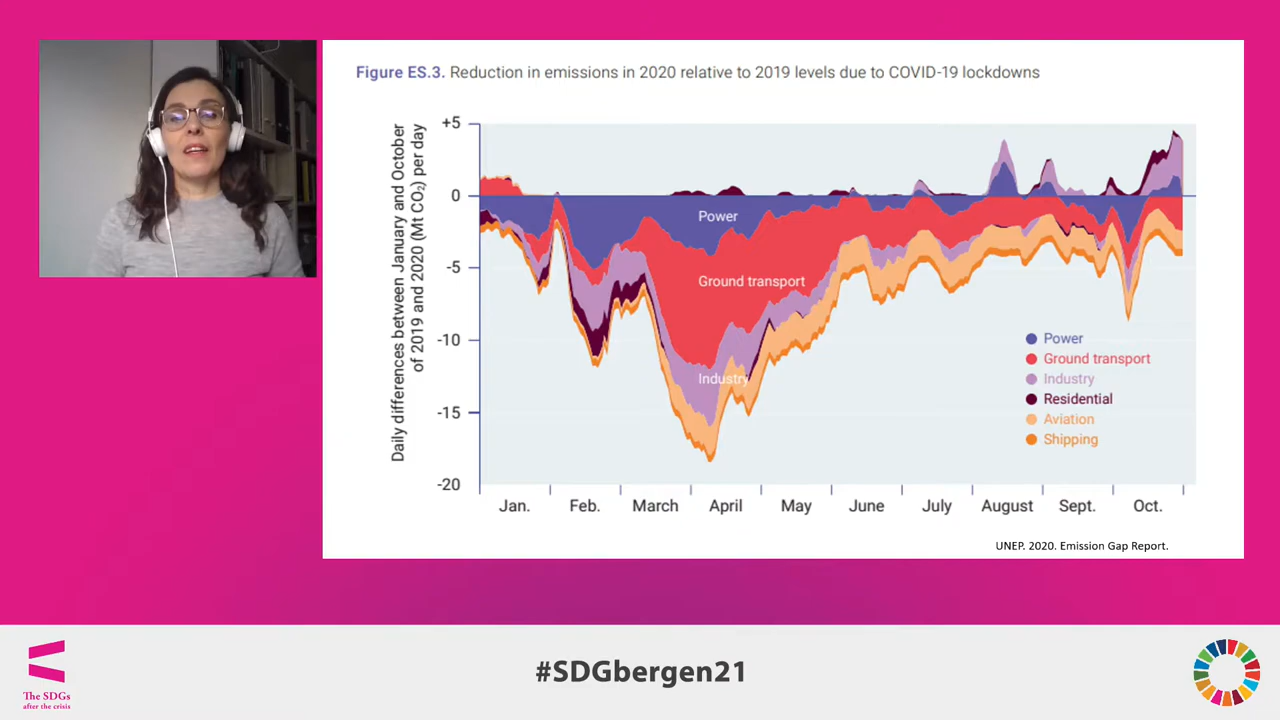 Figure ES.3. Reduction in emissions in 2020 relative to 2019 levels due to COVID-19 lockdowns
Daily differences between January and October
of 2019 and 2020 (Mt CO₂) per day
+5
0
-5
-10
-15
-20
Power
Ground transport
Industry
Power
Ground transport
Industry
Residential
Aviation
Shipping
Jan.
Feb.
March
April
May
June
July
August
Sept.
Oct.
UNEP. 2020. Emission Gap Report.
The SDGs
after the crisis
#SDGbergen21